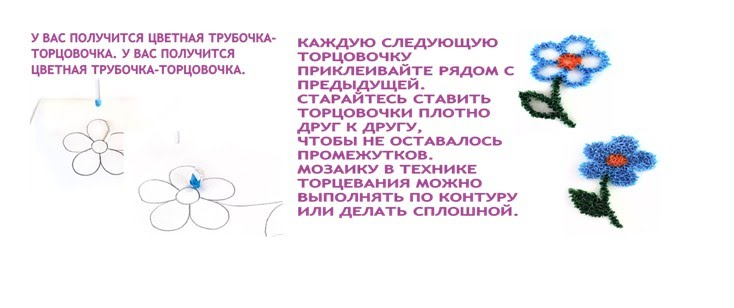 У ВАС ПОЛУЧИТСЯ ЦВЕТНАЯ ТРУБОЧКА-
ТОРЦОВОЧКА. У ВАС ПОЛУЧИТСЯ
ЦВЕТНАЯ ТРУБОЧКА-ТОРЦОВОЧКА.
КАЖДУЮ СЛЕДУЮЩУЮ
ТОРЦОВОЧКУ
ПРИКЛЕИВАЙТЕ РЯДОМ С
ПРЕДЫДУЩЕЙ.
СТАРАЙТЕСЬ СТАВИТЬ
ТОРЦОВОЧКИ ПЛОТНО
ДРУГ К ДРУГУ,
ЧТОБЫ НЕ ОСТАВАЛОСЬ
ПРОМЕЖУТКОВ.
МОЗАИКУ В ТЕХНИКЕ
ТОРЦЕВАНИЯ МОЖНО
ВЫПОЛНЯТЬ ПО КОНТУРУ
ИЛИ ДЕЛАТЬ СПЛОШНОЙ.